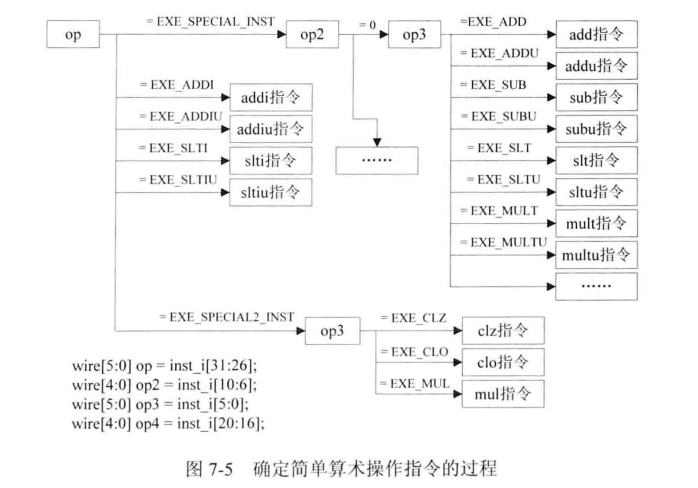 op
= EXE_SPECIAL_INST
op2
= 0
op3
=EXE_ADD
add指令
= EXE_ADDU
addu指令
= EXE_SUB
sub指令
= EXE_SUBU
subu指令
= EXE_SLT
slt指令
= EXE_SLTU
sltu指令
= EXE_MULT
mult指令
= EXE_MULTU
multu指令
……
……
= EXE_ADDI
addi指令
= EXE_ADDIU
addiu指令
= EXE_SLTI
slti指令
= EXE_SLTIU
sltiu指令
= EXE_SPECIAL2_INST
op3
= EXE_CLZ
clz指令
= EXE_CLO
clo指令
= EXE_MUL
mul指令
wire[5:0] op = inst_i[31:26];
wire[4:0] op2 = inst_i[10:6];
wire[5:0] op3 = inst_i[5:0];
wire[4:0] op4 = inst_i[20:16];
图 7-5 确定简单算术操作指令的过程